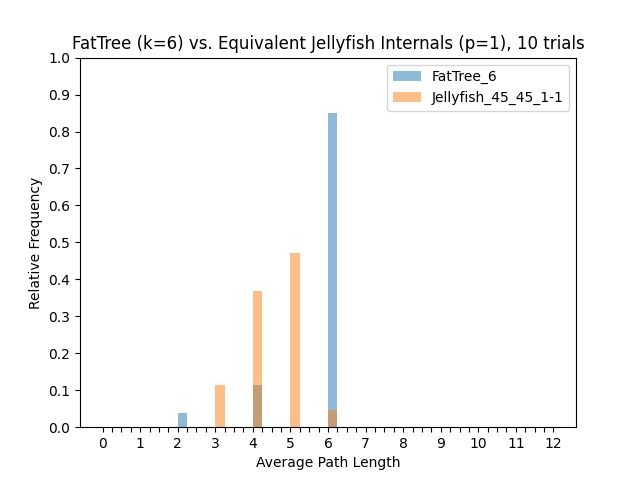 FatTree (k=6) vs. Equivalent Jellyfish Internals (p=1), 10 trials
FatTree_6
Jellyfish_45_45_1-1
Relative Frequency
1.0
0.9
0.8
0.7
0.6
0.5
0.4
0.3
0.2
0.1
0.0
0 1 2 3 4 5 6 7 8 9 10 11 12
Average Path Length